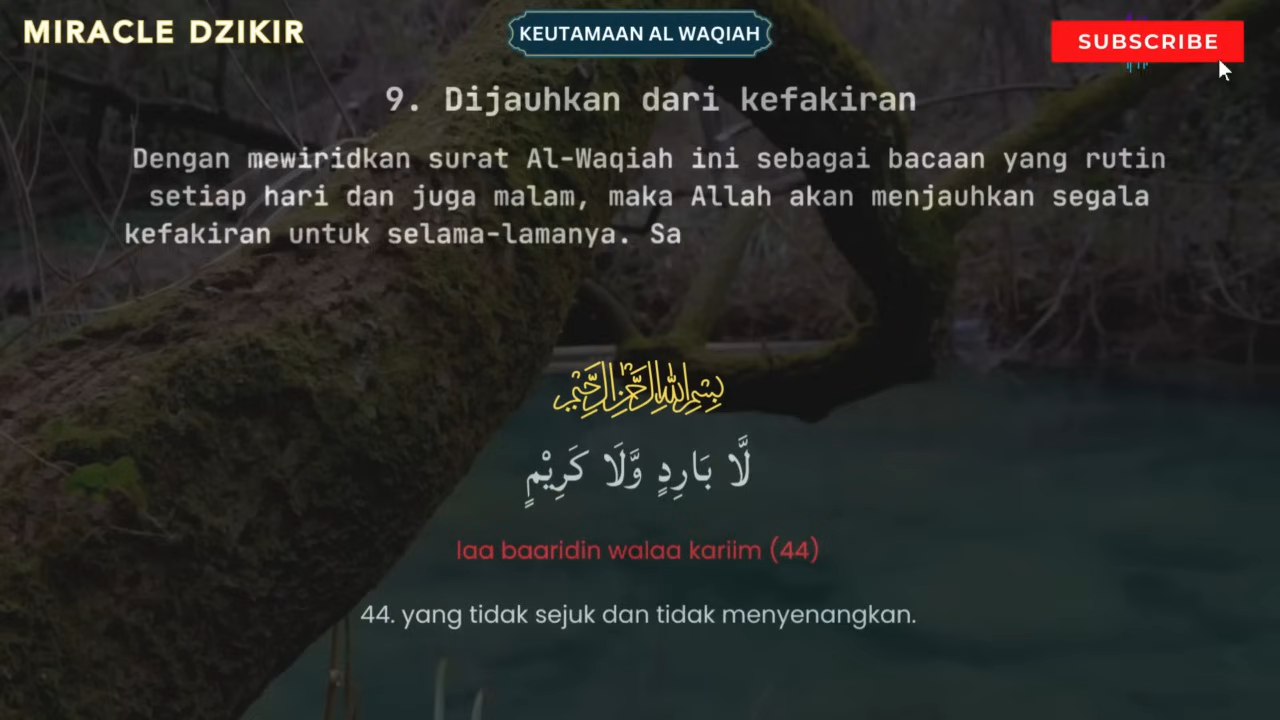 MIRACLE DZIKIR
KEUTAMAAN AL WAQIAH
SUBSCRIBE
9. Dijauhkan dari kefakiran
Dengan mewiridkan surat Al-Waqiah ini sebagai bacaan yang rutin
setiap hari dan juga malam, maka Allah akan menjauhkan segala
kefakiran untuk selama-lamanya. Sa
بِسْمِ اللهِ الرَّحْمٰنِ الرَّحِيْمِ
لَّا بَارِدٍ وَّلَا كَرِيْمٍ
laa baaridin walaa kariim (44)
44. yang tidak sejuk dan tidak menyenangkan.